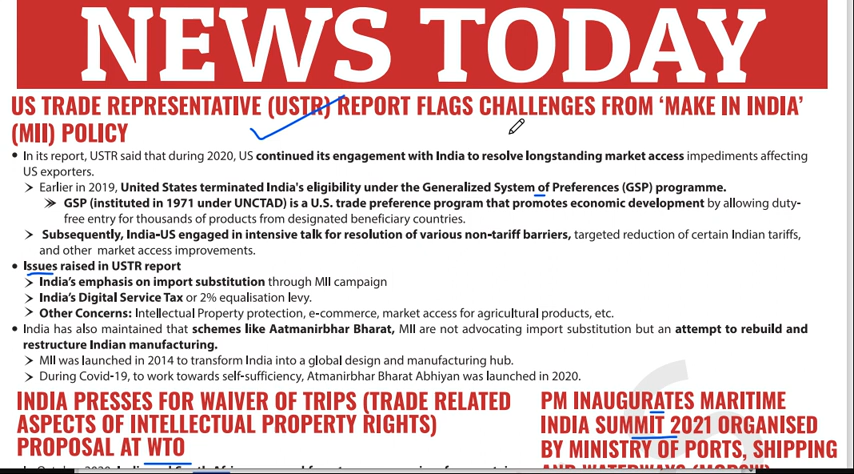 NEWS TODAY
US TRADE REPRESENTATIVE (USTR) REPORT FLAGS CHALLENGES FROM ‘MAKE IN INDIA’
(MII) POLICY
• In its report, USTR said that during 2020, US continued its engagement with India to resolve longstanding market access impediments affecting
US exporters.
➢ Earlier in 2019, United States terminated India's eligibility under the Generalized System of Preferences (GSP) programme.
➢ GSP (instituted in 1971 under UNCTAD) is a U.S. trade preference program that promotes economic development by allowing duty-
free entry for thousands of products from designated beneficiary countries.
➢ Subsequently, India-US engaged in intensive talk for resolution of various non-tariff barriers, targeted reduction of certain Indian tariffs,
and other market access improvements.
• Issues raised in USTR report
➢ India’s emphasis on import substitution through MII campaign
➢ India’s Digital Service Tax or 2% equalisation levy.
➢ Other Concerns: Intellectual Property protection, e-commerce, market access for agricultural products, etc.
• India has also maintained that schemes like Aatmanirbhar Bharat, MII are not advocating import substitution but an attempt to rebuild and
restructure Indian manufacturing.
➢ MII was launched in 2014 to transform India into a global design and manufacturing hub.
➢ During Covid-19, to work towards self-sufficiency, Atmanirbhar Bharat Abhiyan was launched in 2020.
INDIA PRESSES FOR WAIVER OF TRIPS (TRADE RELATED
ASPECTS OF INTELLECTUAL PROPERTY RIGHTS)
PROPOSAL AT WTO
PM INAUGURATES MARITIME
INDIA SUMMIT 2021 ORGANISED
BY MINISTRY OF PORTS, SHIPPING